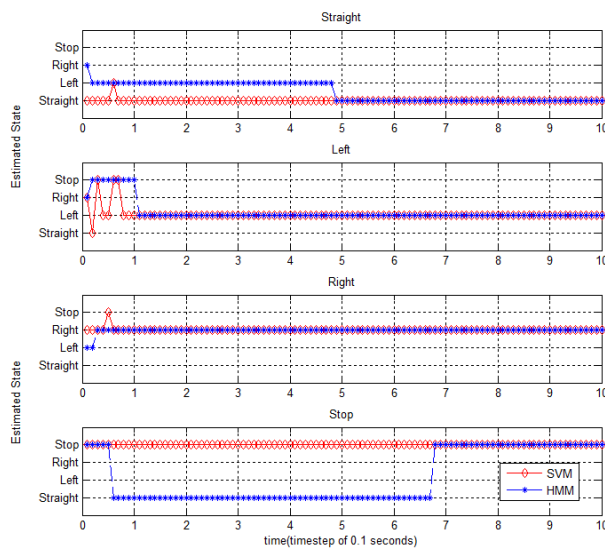 Straight
Estimated State
Stop
Right
Left
Straight
0 1 2 3 4 5 6 7 8 9 10
Left
Stop
Right
Left
Straight
0 1 2 3 4 5 6 7 8 9 10
Right
Estimated State
Stop
Right
Left
Straight
0 1 2 3 4 5 6 7 8 9 10
Stop
Stop
Right
Left
Straight
SVM
HMM
0 1 2 3 4 5 6 7 8 9 10
time(timestep of 0.1 seconds)